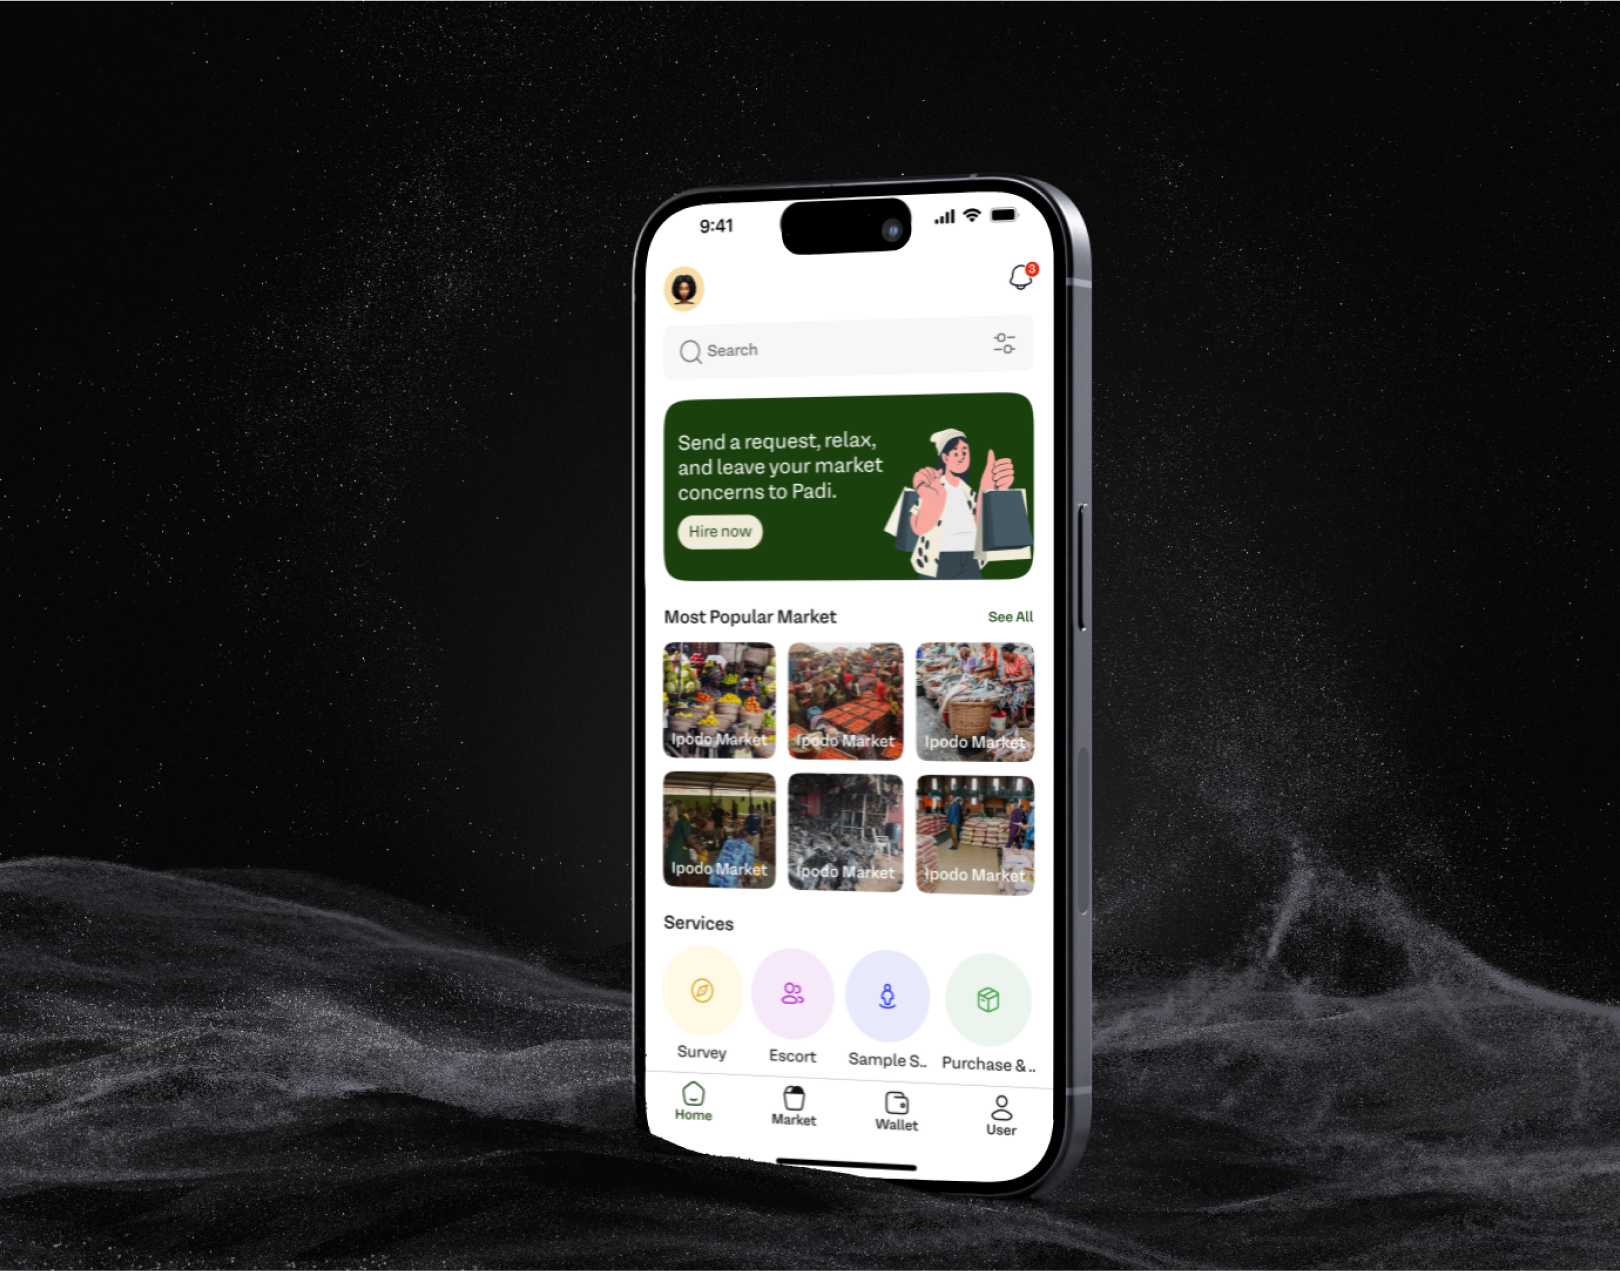 9:41
3
Search
Send a request, relax,
and leave your market
concerns to Padi.
Hire now
Most Popular Market
See All
Ipodo Market
Ipodo Market
Ipodo Market
Ipodo Market
Ipodo Market
Ipodo Market
Services
Survey
Escort
Sample S..
Purchase & ..
Home
Market
Wallet
User